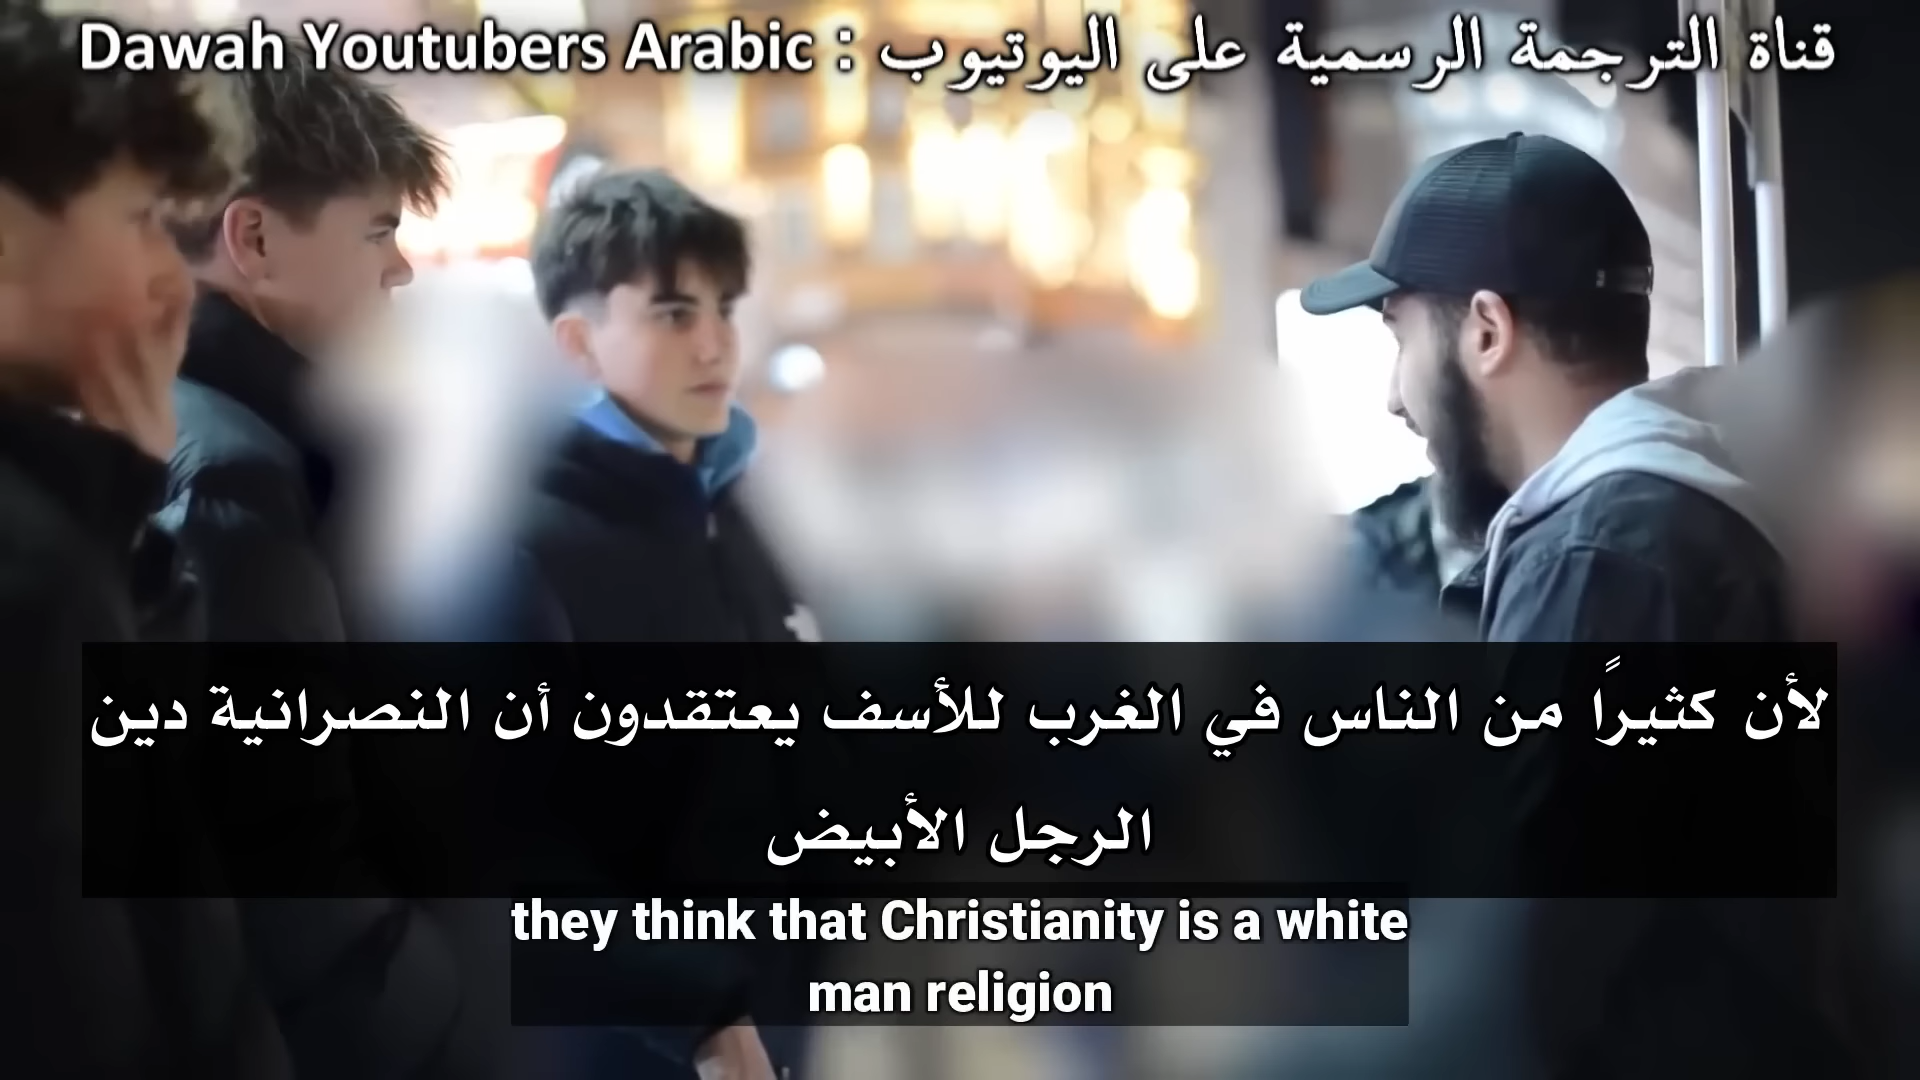 Dawah Youtubers Arabic : قناة الترجمة الرسمية على اليوتيوب
لأن كثيرًا من الناس في الغرب للأسف يعتقدون أن النصرانية دين
الرجل الأبيض
they think that Christianity is a white
man religion